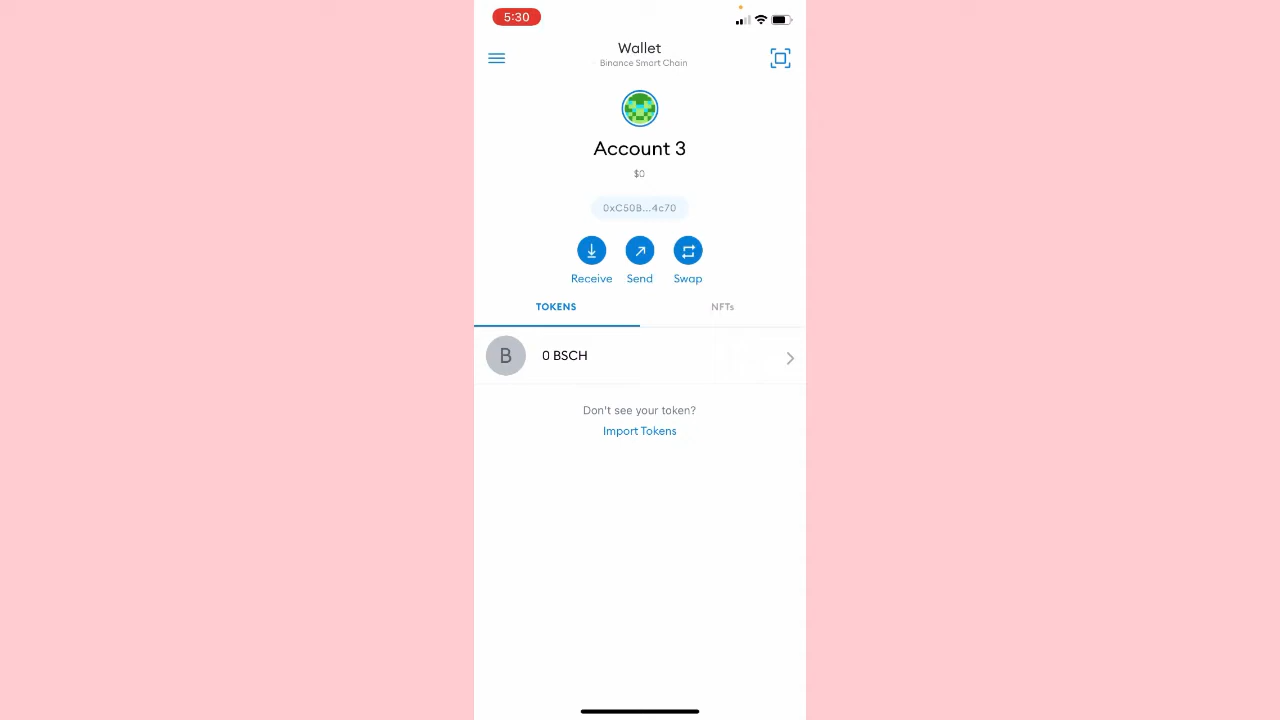 5:30
Wallet
Binance Smart Chain
Account 3
$0
0xC50B...4c70
Receive Send Swap
TOKENS NFTs
B 0 BSCH
Don't see your token?
Import Tokens